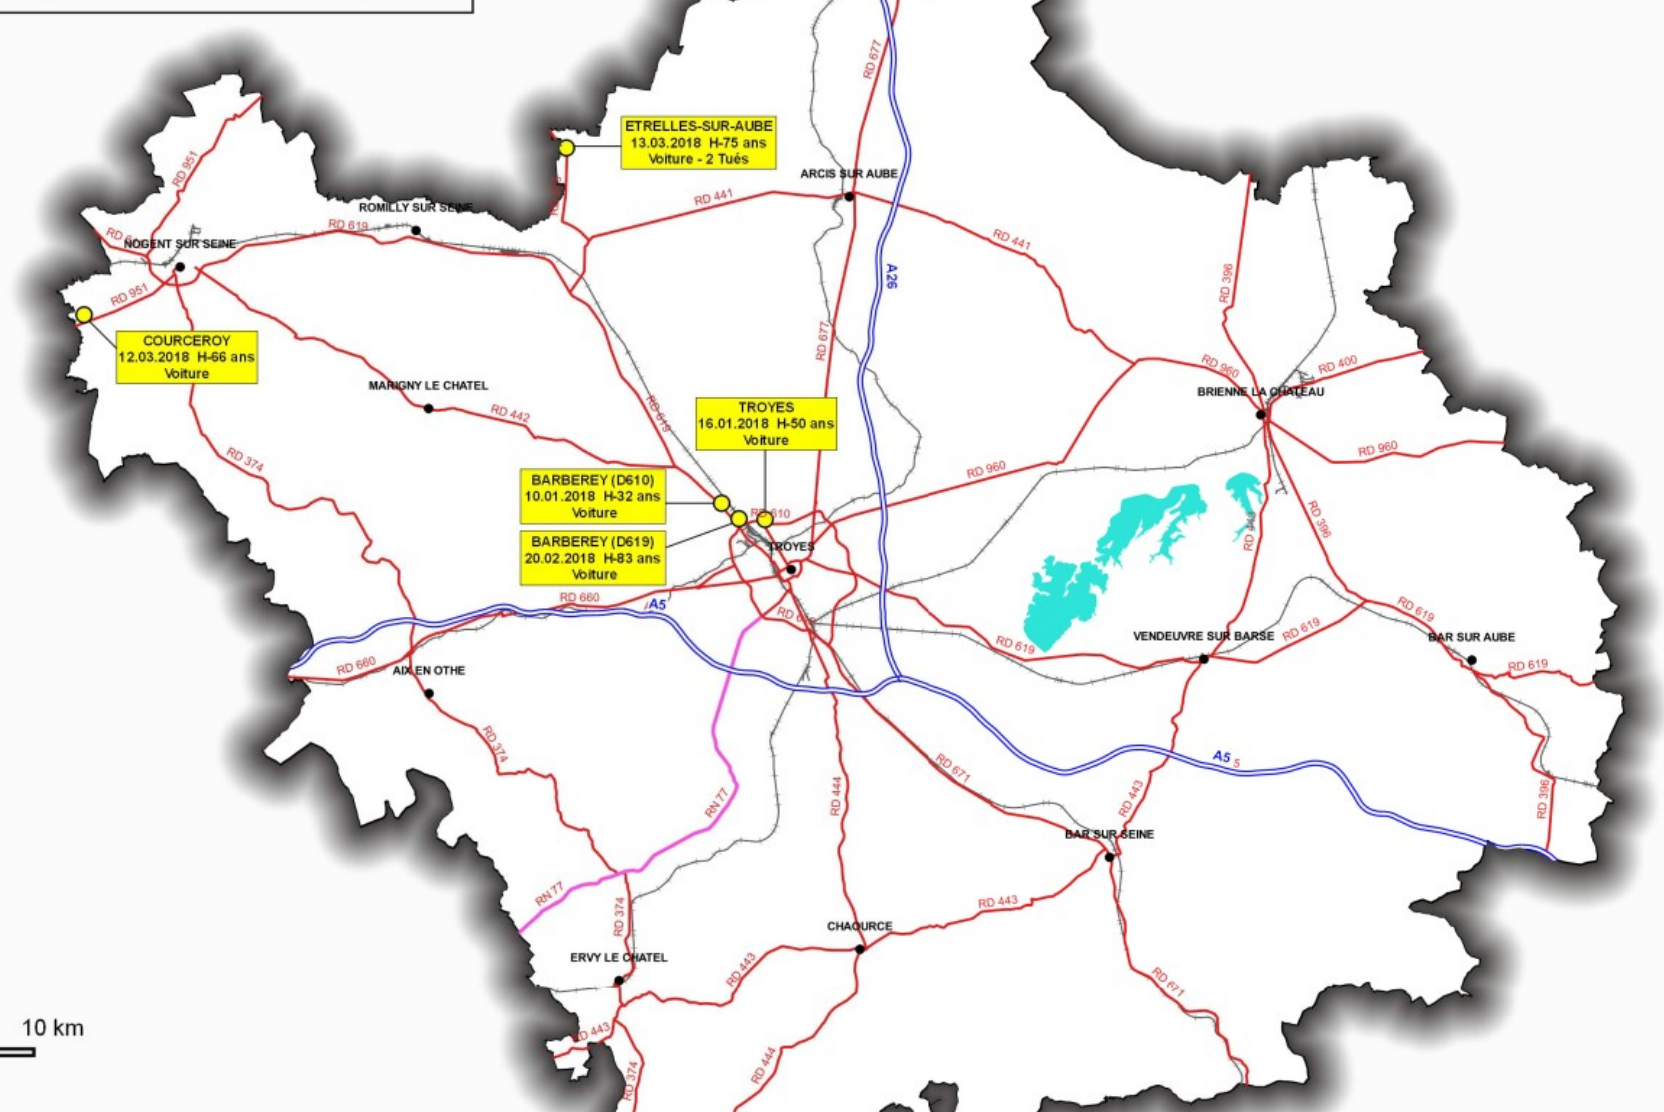 RD 677
ETRELLES-SUR-AUBE
13.03.2018 H-75 ans
Voiture - 2 Tués
RD 951
ARCIS SUR AUBE
RD 441
ROMILLY SUR SEINE
RD 619
NOGENT SUR SEINE
RD 441
A26
RD 396
RD 951
COURCEROY
12.03.2018 H-66 ans
Voiture
RD 677
RD 960
RD 400
MARIGNY LE CHATEL
BRIENNE LA CHATEAU
RD 442
RD 619
TROYES
16.01.2018 H-50 ans
Voiture
RD 374
RD 960
RD 960
BARBEREY (D610)
10.01.2018 H-32 ans
Voiture
RD 610
RD 396
BARBEREY (D619)
20.02.2018 H-83 ans
Voiture
TROYES
RD 660
A5
RD 619
RD 619
RD 619
VENDEUVRE SUR BARSE
BAR SUR AUBE
RD 660
AIX EN OTHE
RD 619
RD 374
RD 671
A5
5
RD 444
RN 77
RD 443
RD 396
BAR SUR SEINE
RN 77
RD 374
RD 443
CHAOURCE
ERVY LE CHATEL
RD 443
RD 671
10 km
RD 443
RD 444
RD 374